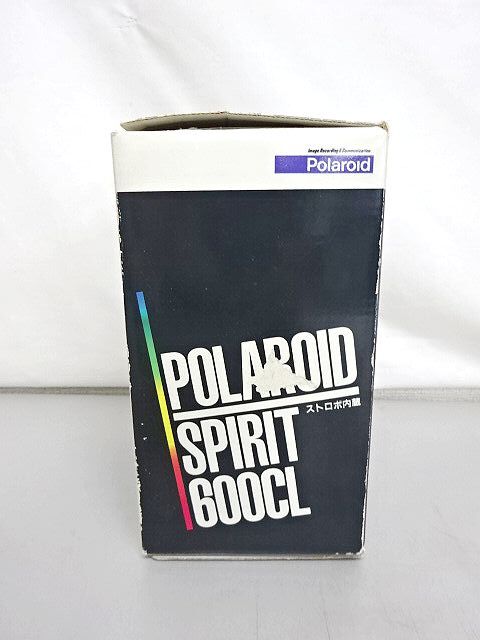 Image Recording & Communication
Polaroid
POLAROID
ストロボ内蔵
SPIRIT
600CL